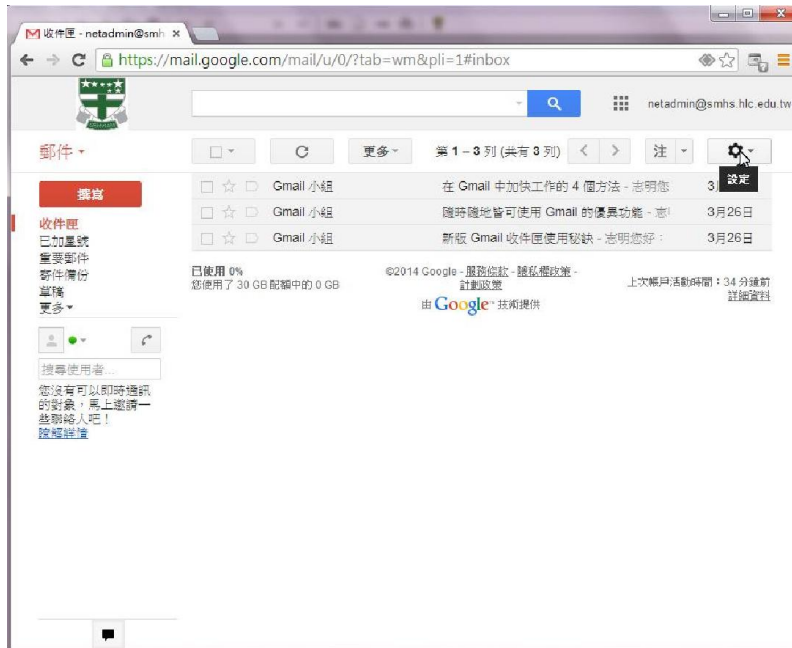 收件匣 - netadmin@smh
https://mail.google.com/mail/u/0/?tab=wm&pli=1#inbox
netadmin@smhs.hlc.edu.tw
郵件
更多
第 1 – 3 列 (共有 3 列)
注
設定
撰寫
收件匣
已加星號
重要郵件
寄件備份
草稿
更多
Gmail 小組
在 Gmail 中加快工作的 4 個方法 - 志明您
3
Gmail 小組
隨時隨地皆可使用 Gmail 的優異功能 - 志
3月26日
Gmail 小組
新版 Gmail 收件匣使用秘訣 - 志明您好：
3月26日
已使用 0%
您使用了 30 GB 配額中的 0 GB
©2014 Google - 服務條款 - 隱私權政策 -
計劃政策
由 Google™ 技術提供
上次帳戶活動時間：34 分鐘前
詳細資料
搜尋使用者...
您沒有可以即時通訊
的對象，馬上邀請一
些聯絡人吧！
瞭解詳情